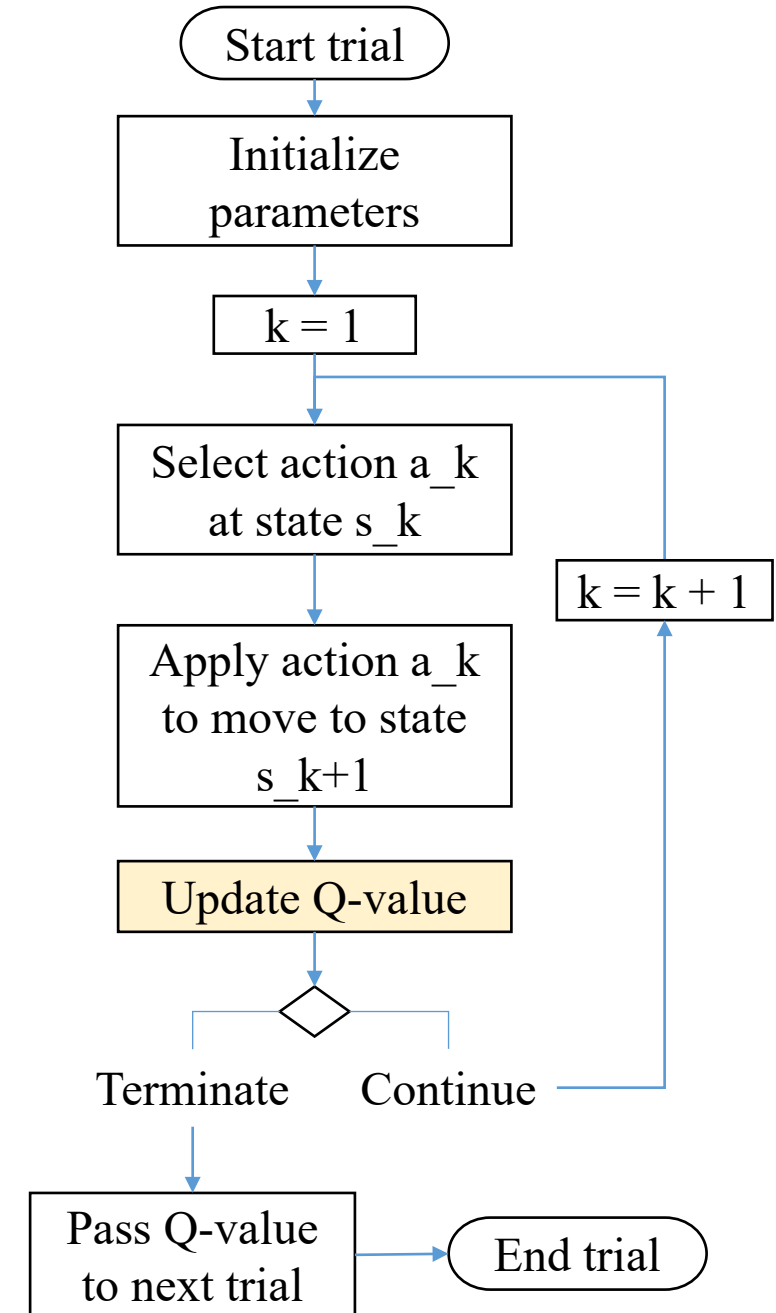 Start trial
Initialize
parameters
k = 1
Select action a_k
at state s_k
k = k + 1
Apply action a_k
to move to state
s_k+1
Update Q-value
Terminate
Continue
Pass Q-value
to next trial
End trial